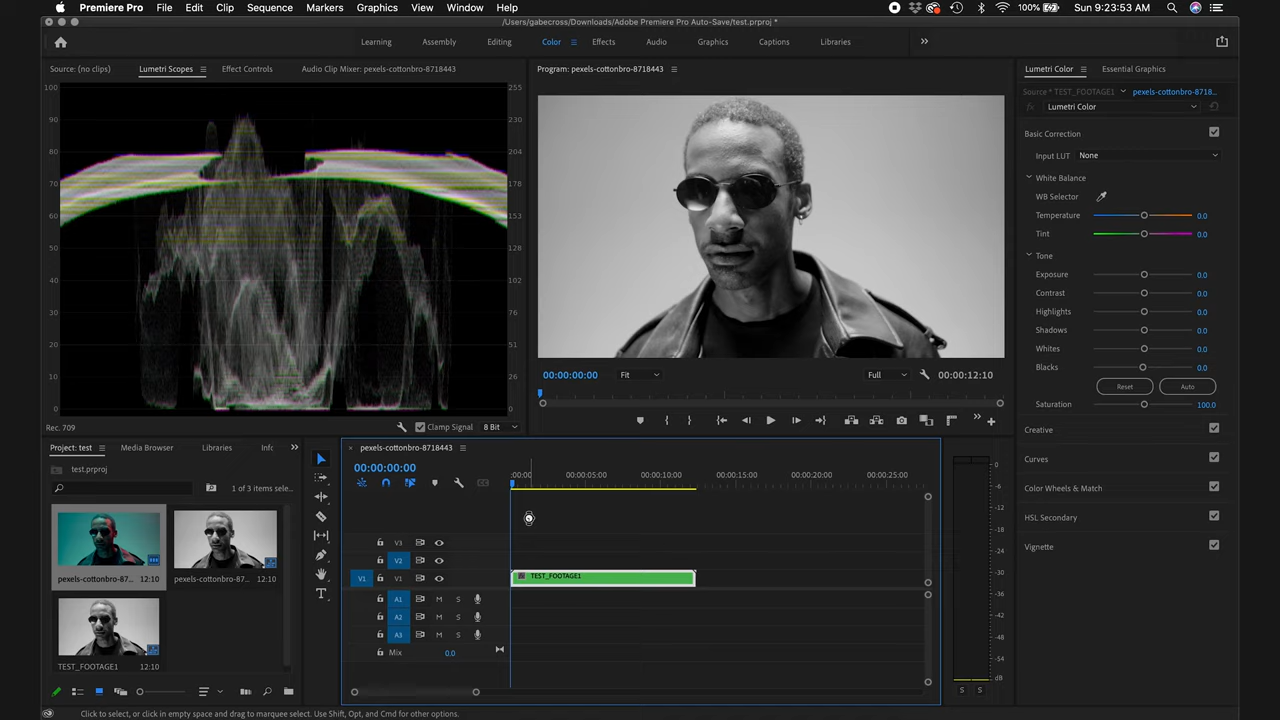 Premiere Pro File Edit Clip Sequence Markers Graphics View Window Help 100% Sun 9:23:53 AM
/Users/gabecross/Downloads/Adobe Premiere Pro Auto-Save/test.prproj *
Learning Assembly Editing Color Effects Audio Graphics Captions Libraries
Source: (no clips) Lumetri Scopes Effect Controls Audio Clip Mixer: pexels-cottonbro-8718443
Program: pexels-cottonbro-8718443
Lumetri Color Essential Graphics
Source * TEST_FOOTAGE1 pexels-cottonbro-8718...
fx Lumetri Color
Basic Correction
Input LUT None
White Balance
WB Selector
Temperature 0.0
Tint 0.0
Tone
Exposure 0.0
Contrast 0.0
Highlights 0.0
Shadows 0.0
Whites 0.0
Blacks 0.0
Reset Auto
Saturation 100.0
Creative
Curves
Color Wheels & Match
HSL Secondary
Vignette
100 255
90 230
80 204
70 178
60 153
50 128
40 102
30 76
20 51
10 26
0 0
Rec. 709 Clamp Signal 8 Bit
00:00:00:00 Fit Full 00:00:12:10
Project: test Media Browser Libraries Info
test.prproj
1 of 3 items sele...
pexels-cottonbro-87... 12:10 pexels-cottonbro-87... 12:10
TEST_FOOTAGE1 12:10
pexels-cottonbro-8718443
00:00:00:00
:00:00 00:00:05:00 00:00:10:00 00:00:15:00 00:00:20:00 00:00:25:00
V3
V2
V1 V1 TEST_FOOTAGE1
A1 M S
A2 M S
A3 M S
Mix 0.0
0
-6
-12
-18
-24
-30
-36
-42
-48
-54
dB
S S
Click to select, or click in empty space and drag to marquee select. Use Shift, Opt, and Cmd for other options.